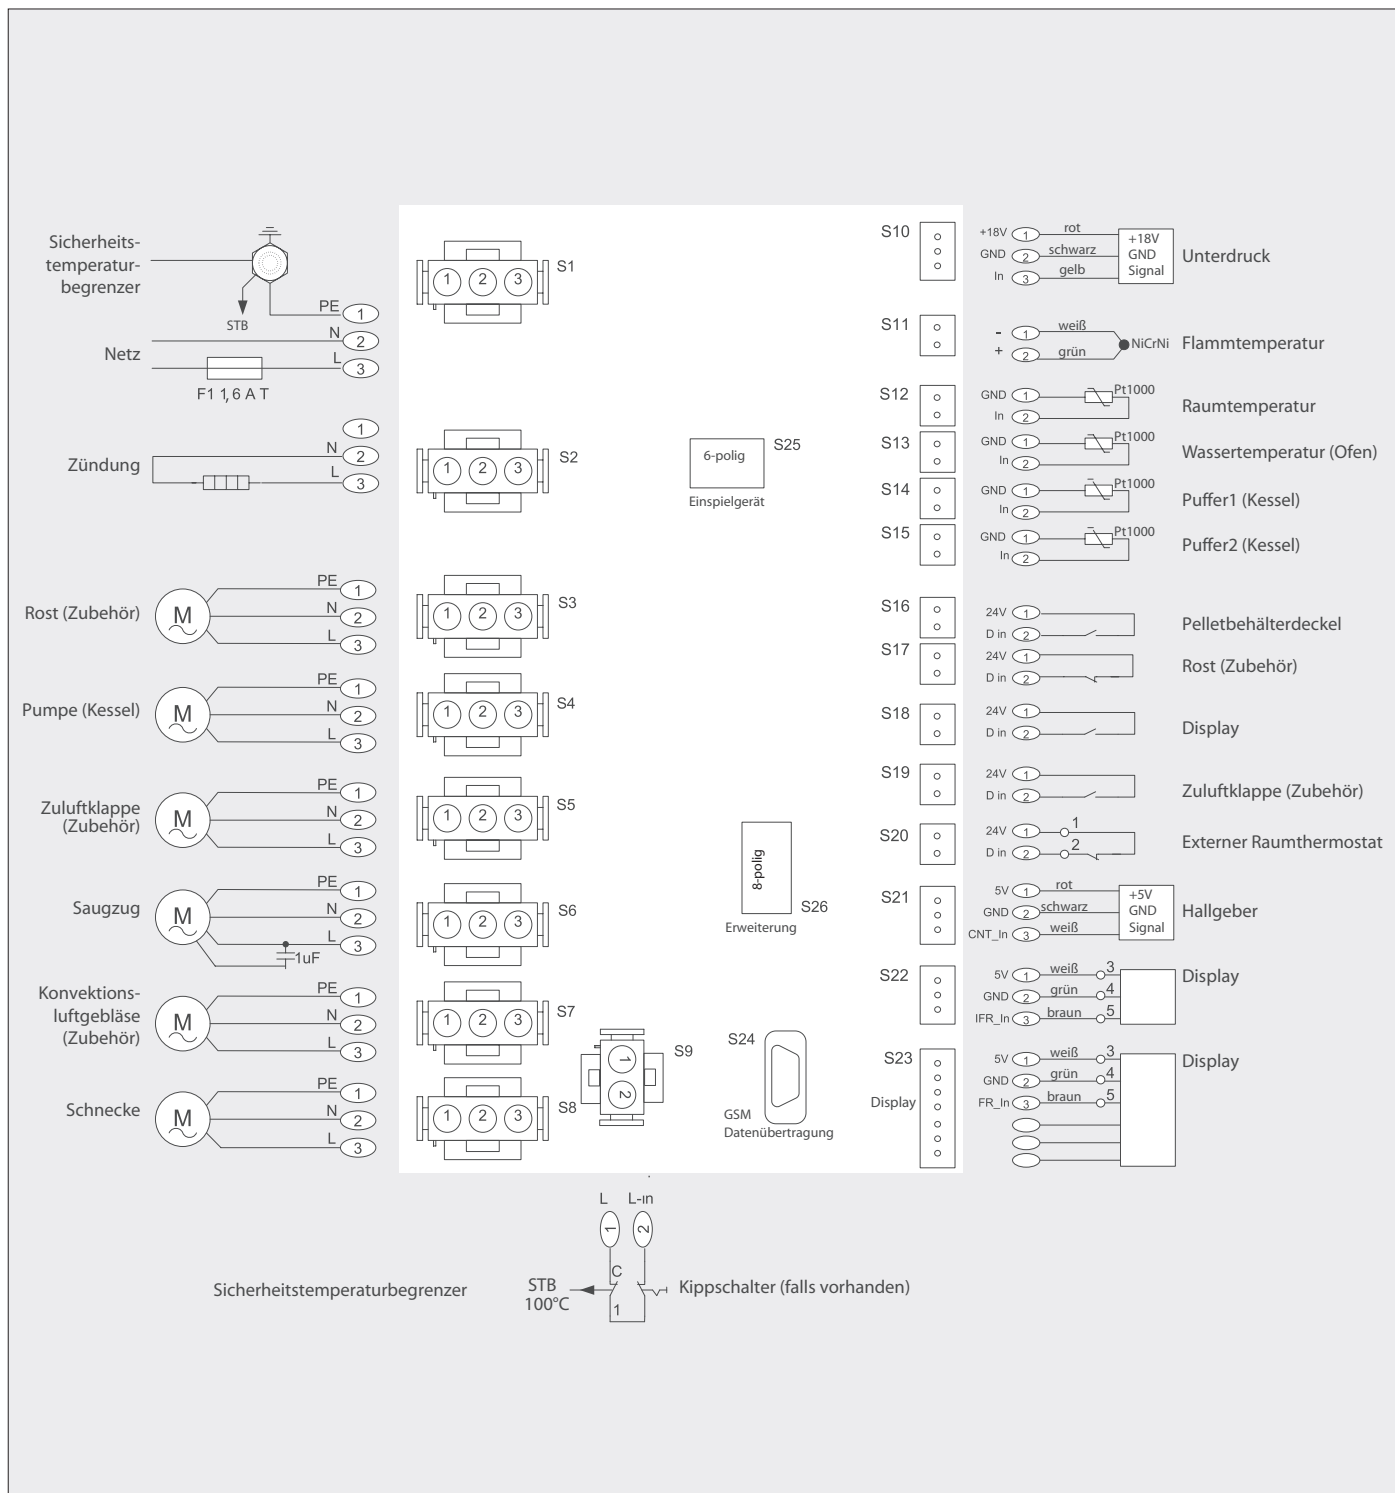 Sicherheits-
temperatur-
begrenzer
STB
PE 1
N 2
Netz
L 3
F1 1,6 A T
1
N 2
Zündung
L 3
PE 1
Rost (Zubehör) M N 2
L 3
PE 1
Pumpe (Kessel) M N 2
L 3
PE 1
Zuluftklappe
(Zubehör)
M N 2
L 3
PE 1
Saugzug M N 2
L 3
1uF
Konvektions-
luftgebläse
(Zubehör)
PE 1
M N 2
L 3
PE 1
Schnecke M N 2
L 3
1 2 3 S1
1 2 3 S2
1 2 3 S3
1 2 3 S4
1 2 3 S5
1 2 3 S6
1 2 3 S7
1 2 3 S8
1 2 S9
6-polig S25
Einspielgerät
8-polig
S26
Erweiterung
S24
GSM
Datenübertragung
S10
S11
S12
S13
S14
S15
S16
S17
S18
S19
S20
S21
S22
S23
Display
+18V 1 rot +18V
GND 2 schwarz GND
In 3 gelb Signal
Unterdruck
- 1 weiß
+ 2 grün
NiCrNi Flammtemperatur
GND 1 Pt1000
In 2
Raumtemperatur
GND 1 Pt1000
In 2
Wassertemperatur (Ofen)
GND 1 Pt1000
In 2
Puffer1 (Kessel)
GND 1 Pt1000
In 2
Puffer2 (Kessel)
24V 1
D in 2
Pelletbehälterdeckel
24V 1
D in 2
Rost (Zubehör)
24V 1
D in 2
Display
24V 1
D in 2
Zuluftklappe (Zubehör)
24V 1 1
D in 2 2
Externer Raumthermostat
5V 1 rot +5V
GND 2 schwarz GND
CNT_In 3 weiß Signal
Hallgeber
5V 1 weiß 3
GND 2 grün 4
IFR_In 3 braun 5
Display
5V 1 weiß 3
GND 2 grün 4
FR_In 3 braun 5
Display
L L-in
1 2
C
Sicherheitstemperaturbegrenzer STB
100°C
1
Kippschalter (falls vorhanden)